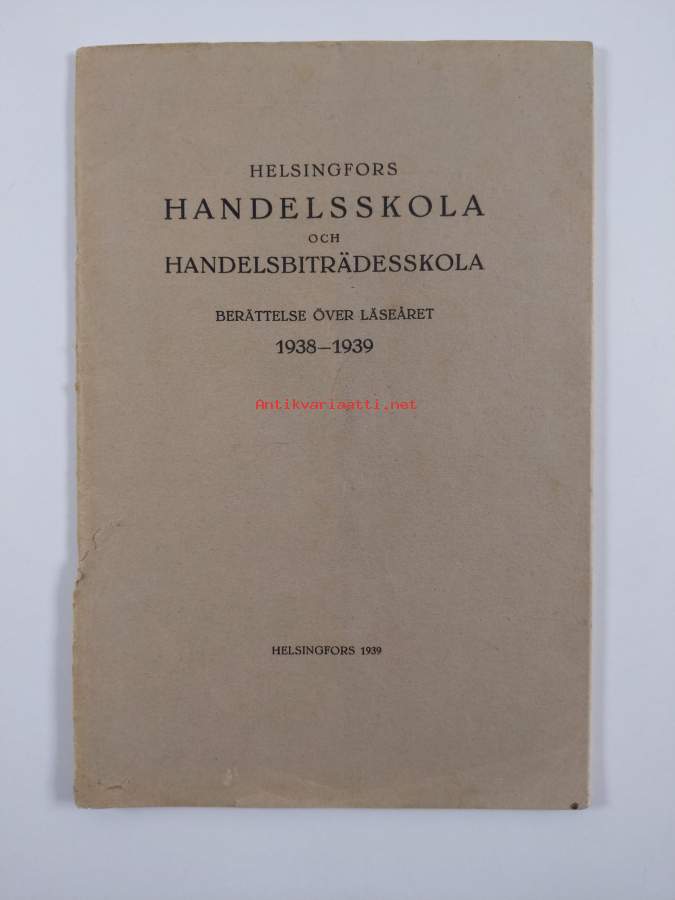 HELSINGFORS
HANDELSSKOLA
OCH
HANDELSBITRÄDESSKOLA
BERÄTTELSE ÖVER LÄSEÅRET
1938–1939
Antikvariaatti.net
HELSINGFORS 1939